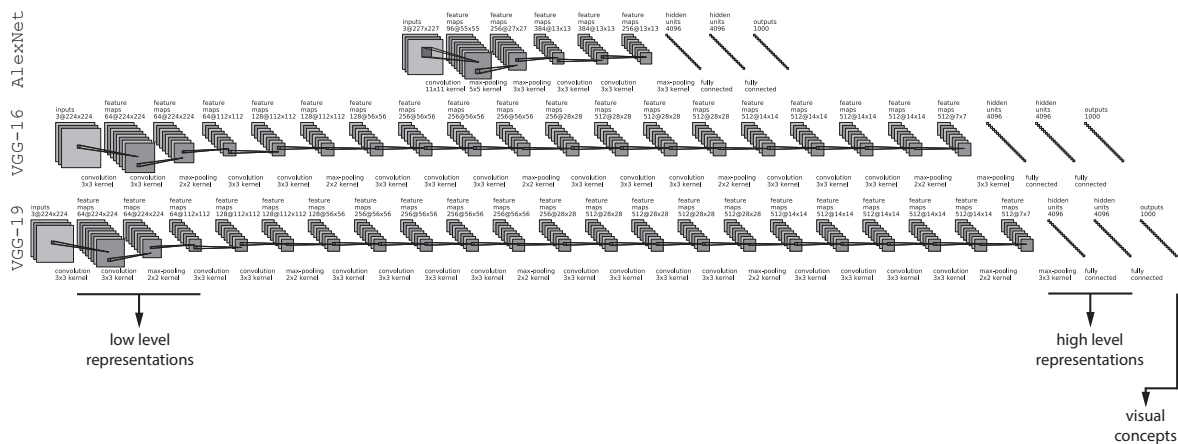 AlexNet
feature feature feature feature feature hidden hidden
inputs maps maps maps maps maps units units outputs
3@227x227 96@55x55 256@27x27 384@13x13 384@13x13 256@13x13 4096 4096 1000
convolution max-pooling max-pooling convolution convolution max-pooling fully fully
11x11 kernel 5x5 kernel 3x3 kernel 3x3 kernel 3x3 kernel 3x3 kernel connected connected
VGG-16
feature feature feature feature feature feature feature feature feature feature feature feature feature feature feature feature feature feature hidden hidden
inputs maps maps maps maps maps maps maps maps maps maps maps maps maps maps maps maps maps maps units units outputs
3@224x224 64@224x224 64@224x224 64@112x112 128@112x112 128@112x112 128@56x56 256@56x56 256@56x56 256@56x56 256@28x28 512@28x28 512@28x28 512@28x28 512@14x14 512@14x14 512@14x14 512@14x14 512@7x7 4096 4096 1000
convolution convolution max-pooling convolution convolution max-pooling convolution convolution convolution max-pooling convolution convolution convolution max-pooling convolution convolution convolution max-pooling max-pooling fully fully
3x3 kernel 3x3 kernel 2x2 kernel 3x3 kernel 3x3 kernel 2x2 kernel 3x3 kernel 3x3 kernel 3x3 kernel 2x2 kernel 3x3 kernel 3x3 kernel 3x3 kernel 2x2 kernel 3x3 kernel 3x3 kernel 3x3 kernel 2x2 kernel 3x3 kernel connected connected
VGG-19
feature feature feature feature feature feature feature feature feature feature feature feature feature feature feature feature feature feature feature feature feature hidden hidden
inputs maps maps maps maps maps maps maps maps maps maps maps maps maps maps maps maps maps maps maps maps maps units units outputs
3@224x224 64@224x224 64@224x224 64@112x112 128@112x112 128@112x112 128@56x56 256@56x56 256@56x56 256@56x56 256@56x56 256@28x28 512@28x28 512@28x28 512@28x28 512@28x28 512@14x14 512@14x14 512@14x14 512@14x14 512@14x14 512@7x7 4096 4096 1000
convolution convolution max-pooling convolution convolution max-pooling convolution convolution convolution convolution max-pooling convolution convolution convolution convolution max-pooling convolution convolution convolution convolution max-pooling max-pooling fully fully
3x3 kernel 3x3 kernel 2x2 kernel 3x3 kernel 3x3 kernel 2x2 kernel 3x3 kernel 3x3 kernel 3x3 kernel 3x3 kernel 2x2 kernel 3x3 kernel 3x3 kernel 3x3 kernel 3x3 kernel 2x2 kernel 3x3 kernel 3x3 kernel 3x3 kernel 3x3 kernel 2x2 kernel 3x3 kernel connected connected
low level
representations
high level
representations
visual
concepts